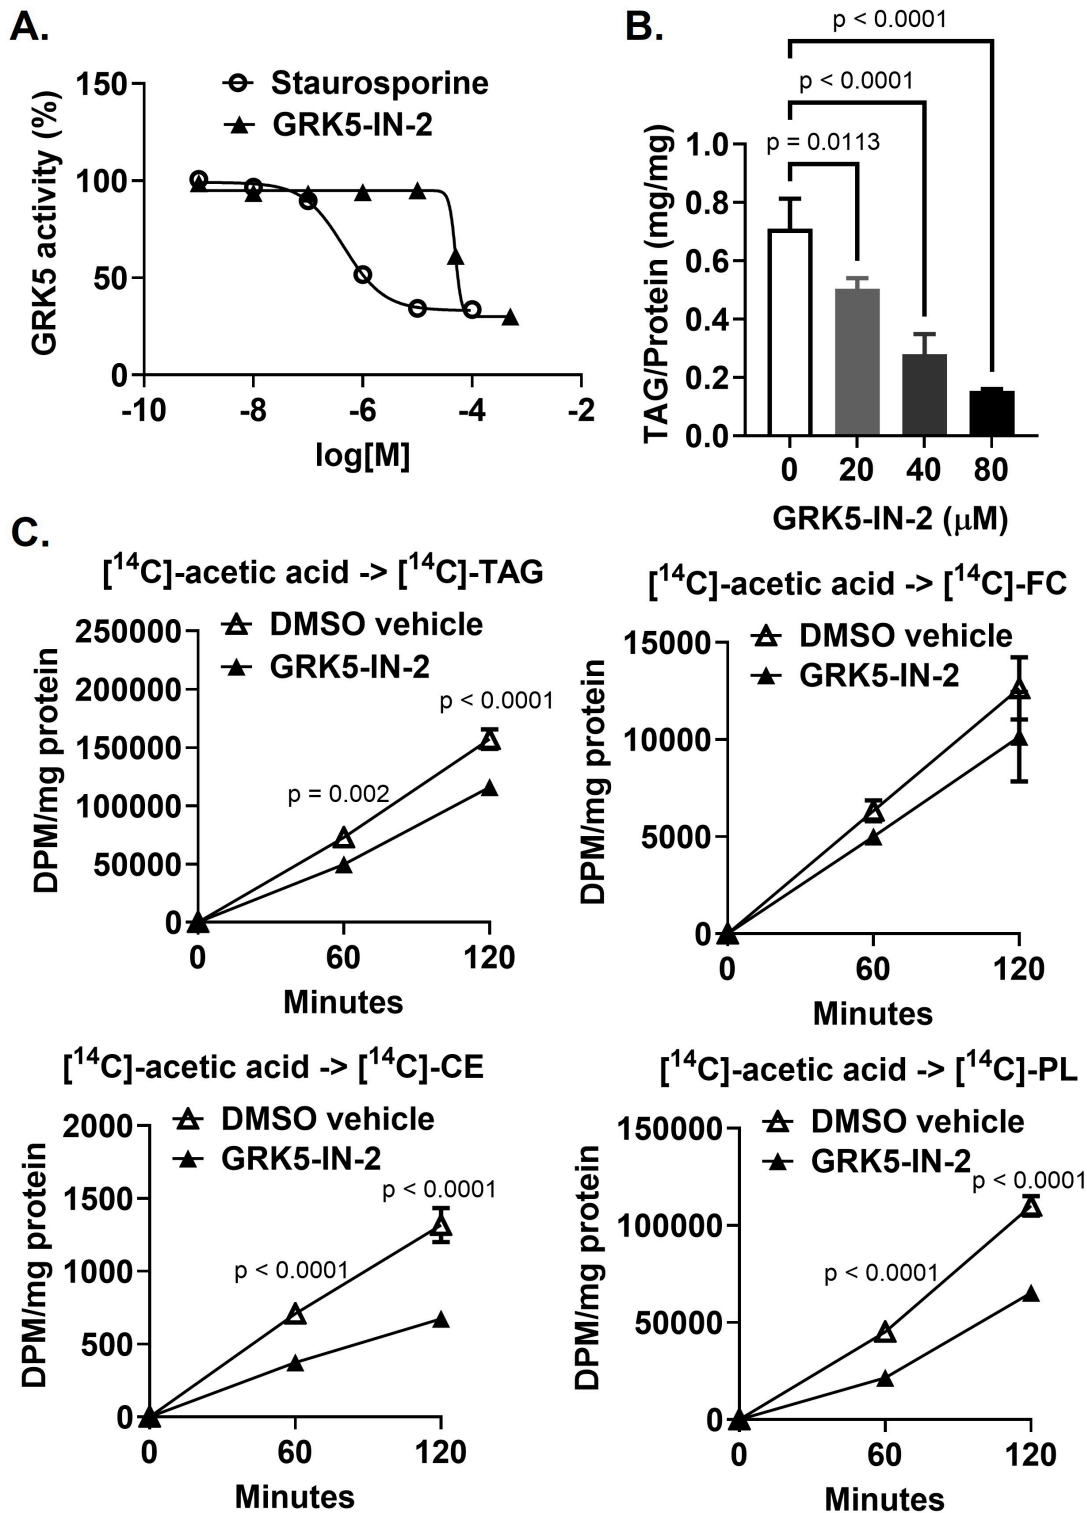 A.
Staurosporine
GRK5-IN-2
GRK5 activity (%)
150
100
50
0
-10 -8 -6 -4 -2
log[M]
B.
p < 0.0001
p < 0.0001
p = 0.0113
TAG/Protein (mg/mg)
1.0
0.8
0.6
0.4
0.2
0.0
0 20 40 80
GRK5-IN-2 (μM)
C.
[¹⁴C]-acetic acid -> [¹⁴C]-TAG
DMSO vehicle
GRK5-IN-2
DPM/mg protein
250000
200000
150000
100000
50000
0
p < 0.0001
p = 0.002
0 60 120
Minutes
[¹⁴C]-acetic acid -> [¹⁴C]-FC
DMSO vehicle
GRK5-IN-2
DPM/mg protein
15000
10000
5000
0
0 60 120
Minutes
[¹⁴C]-acetic acid -> [¹⁴C]-CE
DMSO vehicle
GRK5-IN-2
DPM/mg protein
2000
1500
1000
500
0
p < 0.0001
p < 0.0001
0 60 120
Minutes
[¹⁴C]-acetic acid -> [¹⁴C]-PL
DMSO vehicle
GRK5-IN-2
DPM/mg protein
150000
100000
50000
0
p < 0.0001
p < 0.0001
0 60 120
Minutes